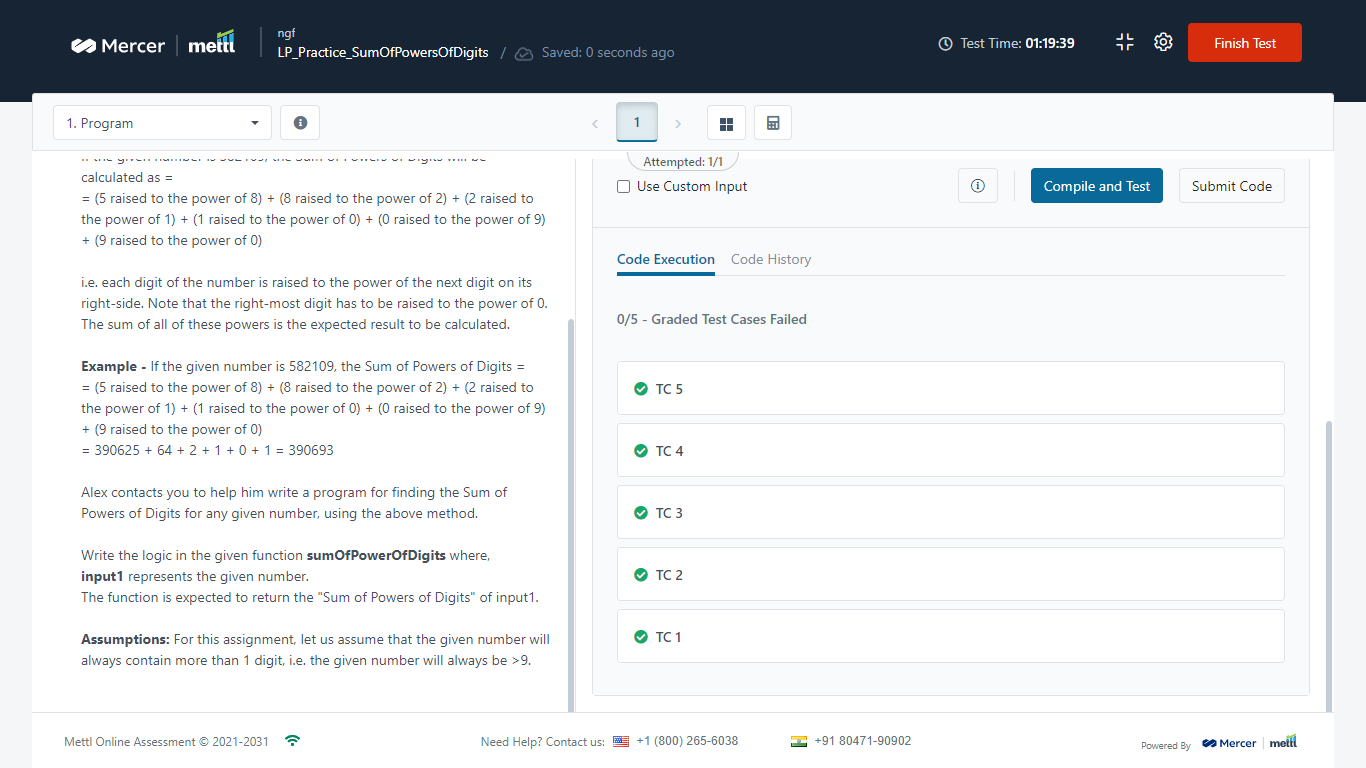 Mercer | mettl
ngf
LP_Practice_SumOfPowersOfDigits / Saved: 0 seconds ago
Test Time: 01:19:39
Finish Test
1. Program
1
calculated as =
= (5 raised to the power of 8) + (8 raised to the power of 2) + (2 raised to
the power of 1) + (1 raised to the power of 0) + (0 raised to the power of 9)
+ (9 raised to the power of 0)
i.e. each digit of the number is raised to the power of the next digit on its
right-side. Note that the right-most digit has to be raised to the power of 0.
The sum of all of these powers is the expected result to be calculated.
Example - If the given number is 582109, the Sum of Powers of Digits =
= (5 raised to the power of 8) + (8 raised to the power of 2) + (2 raised to
the power of 1) + (1 raised to the power of 0) + (0 raised to the power of 9)
+ (9 raised to the power of 0)
= 390625 + 64 + 2 + 1 + 0 + 1 = 390693
Alex contacts you to help him write a program for finding the Sum of
Powers of Digits for any given number, using the above method.
Write the logic in the given function sumOfPowerOfDigits where,
input1 represents the given number.
The function is expected to return the "Sum of Powers of Digits" of input1.
Assumptions: For this assignment, let us assume that the given number will
always contain more than 1 digit, i.e. the given number will always be >9.
Attempted: 1/1
Use Custom Input
Compile and Test
Submit Code
Code Execution
Code History
0/5 - Graded Test Cases Failed
TC 5
TC 4
TC 3
TC 2
TC 1
Mettl Online Assessment © 2021-2031
Need Help? Contact us: +1 (800) 265-6038
+91 80471-90902
Powered By Mercer | mettl